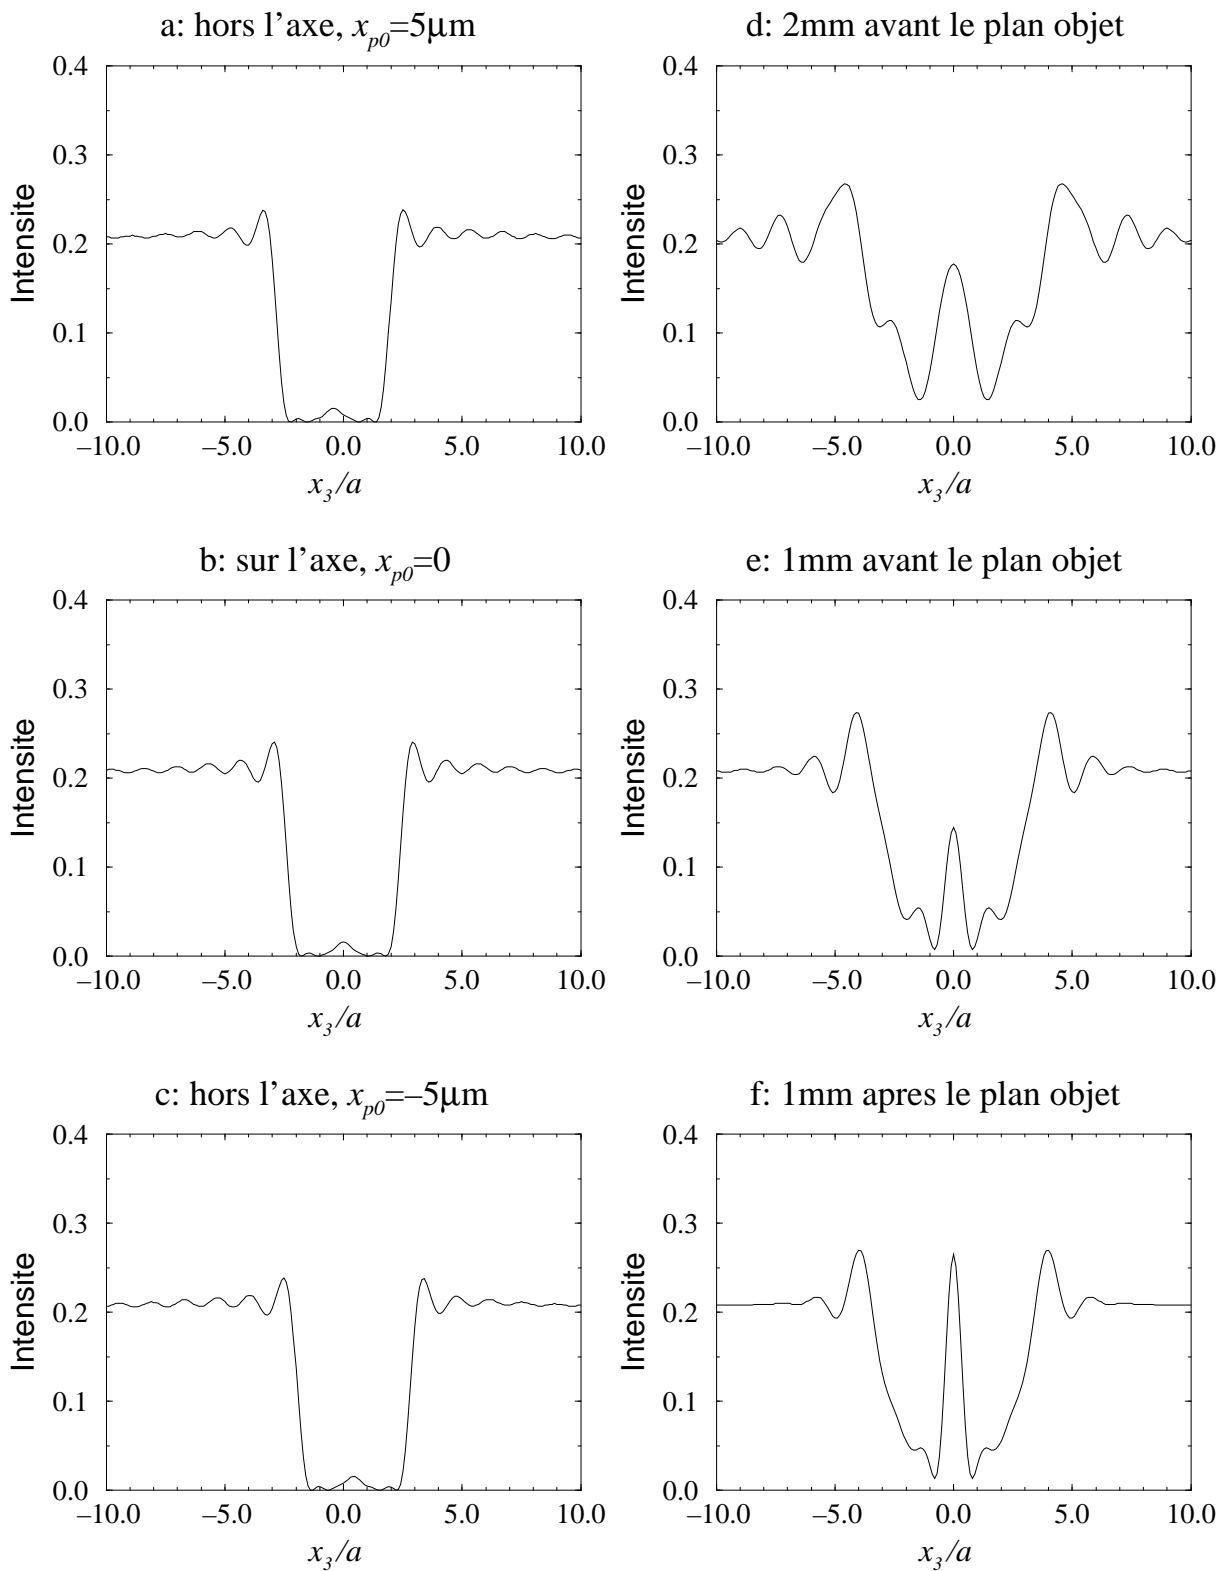 a: hors l’axe, x_p0=5μm
0.4
0.3
0.2
0.1
0.0
Intensite
–10.0 –5.0 0.0 5.0 10.0
x_3/a
d: 2mm avant le plan objet
0.4
0.3
0.2
0.1
0.0
Intensite
–10.0 –5.0 0.0 5.0 10.0
x_3/a
b: sur l’axe, x_p0=0
0.4
0.3
0.2
0.1
0.0
Intensite
–10.0 –5.0 0.0 5.0 10.0
x_3/a
e: 1mm avant le plan objet
0.4
0.3
0.2
0.1
0.0
Intensite
–10.0 –5.0 0.0 5.0 10.0
x_3/a
c: hors l’axe, x_p0=–5μm
0.4
0.3
0.2
0.1
0.0
Intensite
–10.0 –5.0 0.0 5.0 10.0
x_3/a
f: 1mm apres le plan objet
0.4
0.3
0.2
0.1
0.0
Intensite
–10.0 –5.0 0.0 5.0 10.0
x_3/a